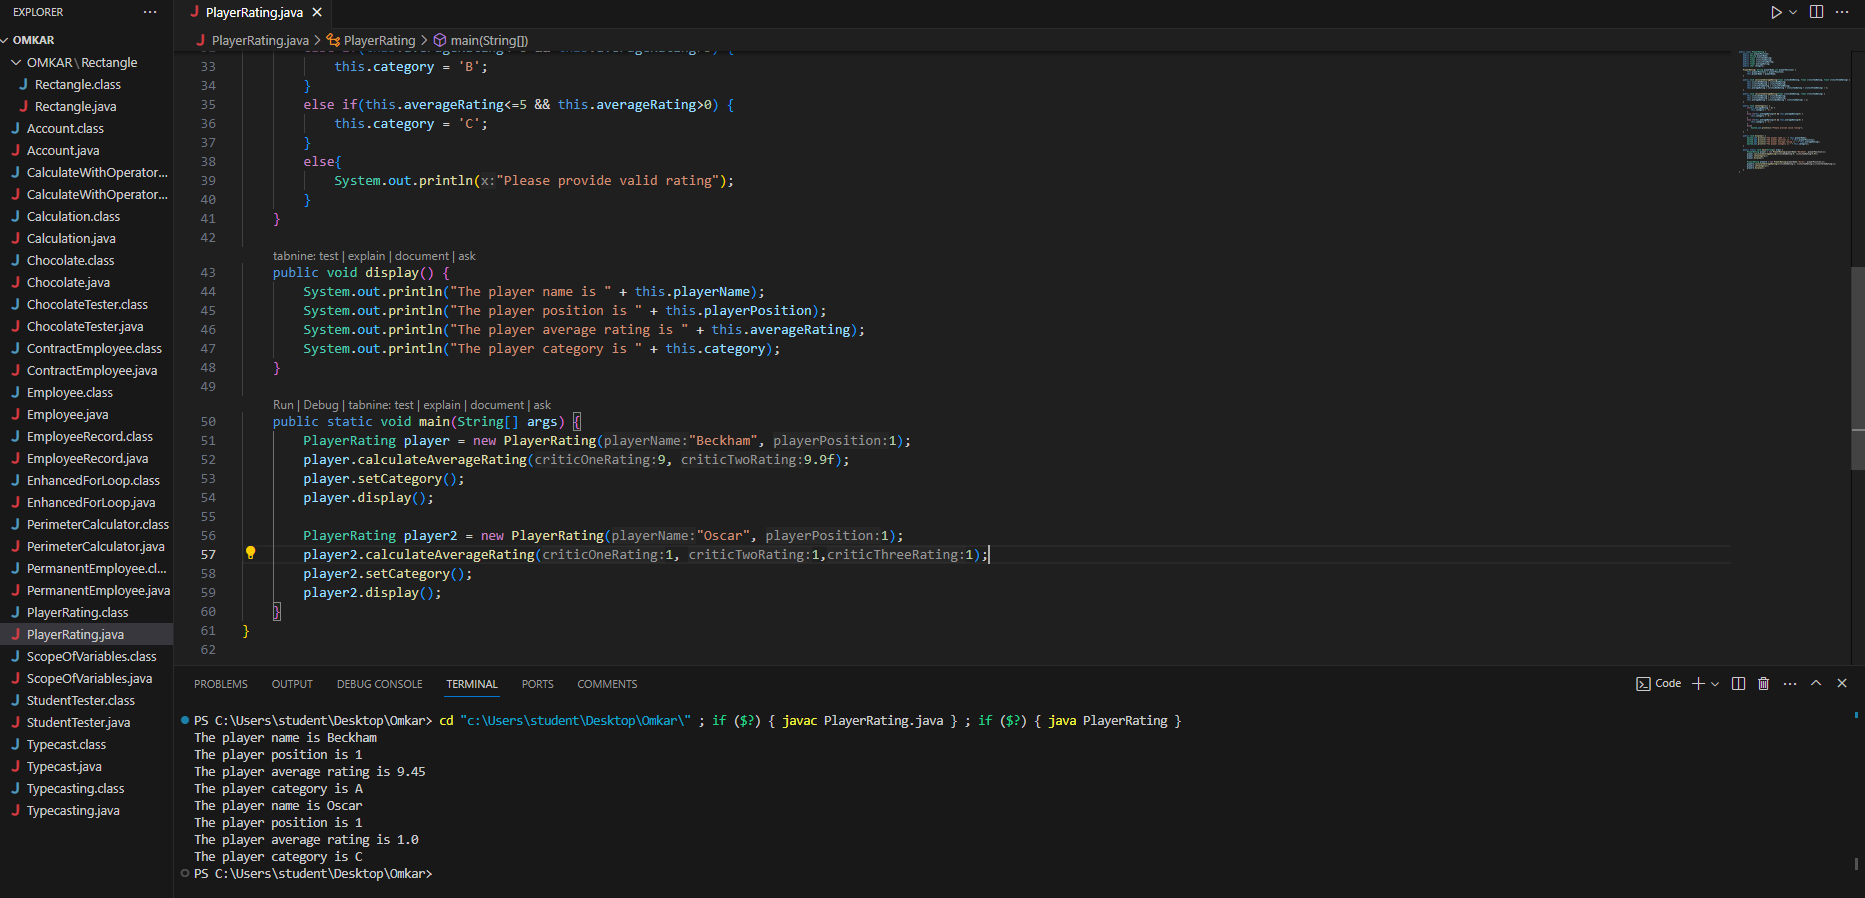 EXPLORER
OMKAR
OMKAR\Rectangle
Rectangle.class
Rectangle.java
Account.class
Account.java
CalculateWithOperator...
CalculateWithOperator...
Calculation.class
Calculation.java
Chocolate.class
Chocolate.java
ChocolateTester.class
ChocolateTester.java
ContractEmployee.class
ContractEmployee.java
Employee.class
Employee.java
EmployeeRecord.class
EmployeeRecord.java
EnhancedForLoop.class
EnhancedForLoop.java
PerimeterCalculator.class
PerimeterCalculator.java
PermanentEmployee.cl...
PermanentEmployee.java
PlayerRating.class
PlayerRating.java
ScopeOfVariables.class
ScopeOfVariables.java
StudentTester.class
StudentTester.java
Typecast.class
Typecast.java
Typecasting.class
Typecasting.java
PlayerRating.java
PlayerRating.java > PlayerRating > main(String[])
33 this.category = 'B';
34 }
35 else if(this.averageRating<=5 && this.averageRating>0) {
36 this.category = 'C';
37 }
38 else{
39 System.out.println(x:"Please provide valid rating");
40 }
41 }
42
tabnine: test | explain | document | ask
43 public void display() {
44 System.out.println("The player name is " + this.playerName);
45 System.out.println("The player position is " + this.playerPosition);
46 System.out.println("The player average rating is " + this.averageRating);
47 System.out.println("The player category is " + this.category);
48 }
49
Run | Debug | tabnine: test | explain | document | ask
50 public static void main(String[] args) {
51 PlayerRating player = new PlayerRating(playerName:"Beckham", playerPosition:1);
52 player.calculateAverageRating(criticOneRating:9, criticTwoRating:9.9f);
53 player.setCategory();
54 player.display();
55
56 PlayerRating player2 = new PlayerRating(playerName:"Oscar", playerPosition:1);
57 player2.calculateAverageRating(criticOneRating:1, criticTwoRating:1,criticThreeRating:1);
58 player2.setCategory();
59 player2.display();
60 }
61 }
62
PROBLEMS OUTPUT DEBUG CONSOLE TERMINAL PORTS COMMENTS
Code
PS C:\Users\student\Desktop\Omkar> cd "c:\Users\student\Desktop\Omkar\" ; if ($?) { javac PlayerRating.java } ; if ($?) { java PlayerRating }
The player name is Beckham
The player position is 1
The player average rating is 9.45
The player category is A
The player name is Oscar
The player position is 1
The player average rating is 1.0
The player category is C
PS C:\Users\student\Desktop\Omkar>